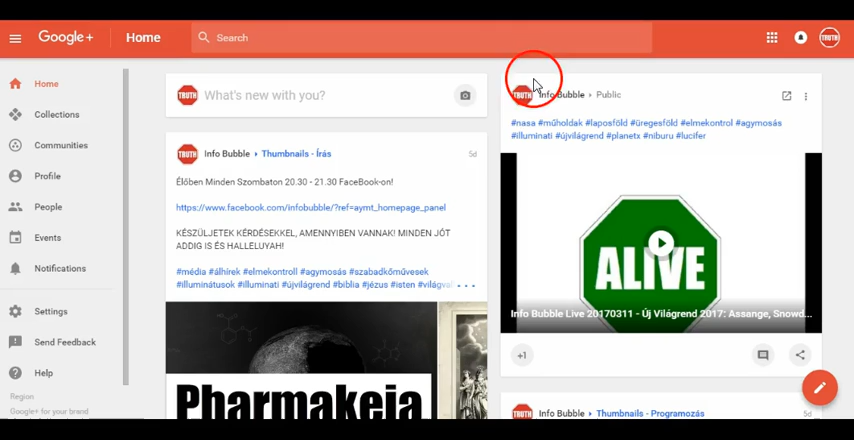 Google+
Home
Search
TRUTH
Home
Collections
Communities
Profile
People
Events
Notifications
Settings
Send Feedback
Help
Region
Google+ for your brand
TRUTH
What's new with you?
TRUTH
Info Bubble
Thumbnails - Írás
5d
Élőben Minden Szombaton 20.30 - 21.30 FaceBook-on!
https://www.facebook.com/infobubble/?ref=aymt_homepage_panel
KÉSZÜLJETEK KÉRDÉSEKKEL, AMENNYIBEN VANNAK! MINDEN JÓT
ADDIG IS ÉS HALLELUYAH!
#média #álhírek #elmekontroll #agymosás #szabadkőművesek
#illuminátusok #illuminati #újvilágrend #biblia #jézus #isten #világvál
Pharmakeia
TRUTH
Info Bubble
Public
#nasa #műholdak #laposföld #üregesföld #elmekontrol #agymosás
#illuminati #újvilágrend #planetx #niburu #lucifer
ALIVE
Info Bubble Live 20170311 - Új Világrend 2017: Assange, Snowd...
+1
TRUTH
Info Bubble
Thumbnails - Programozás
5d